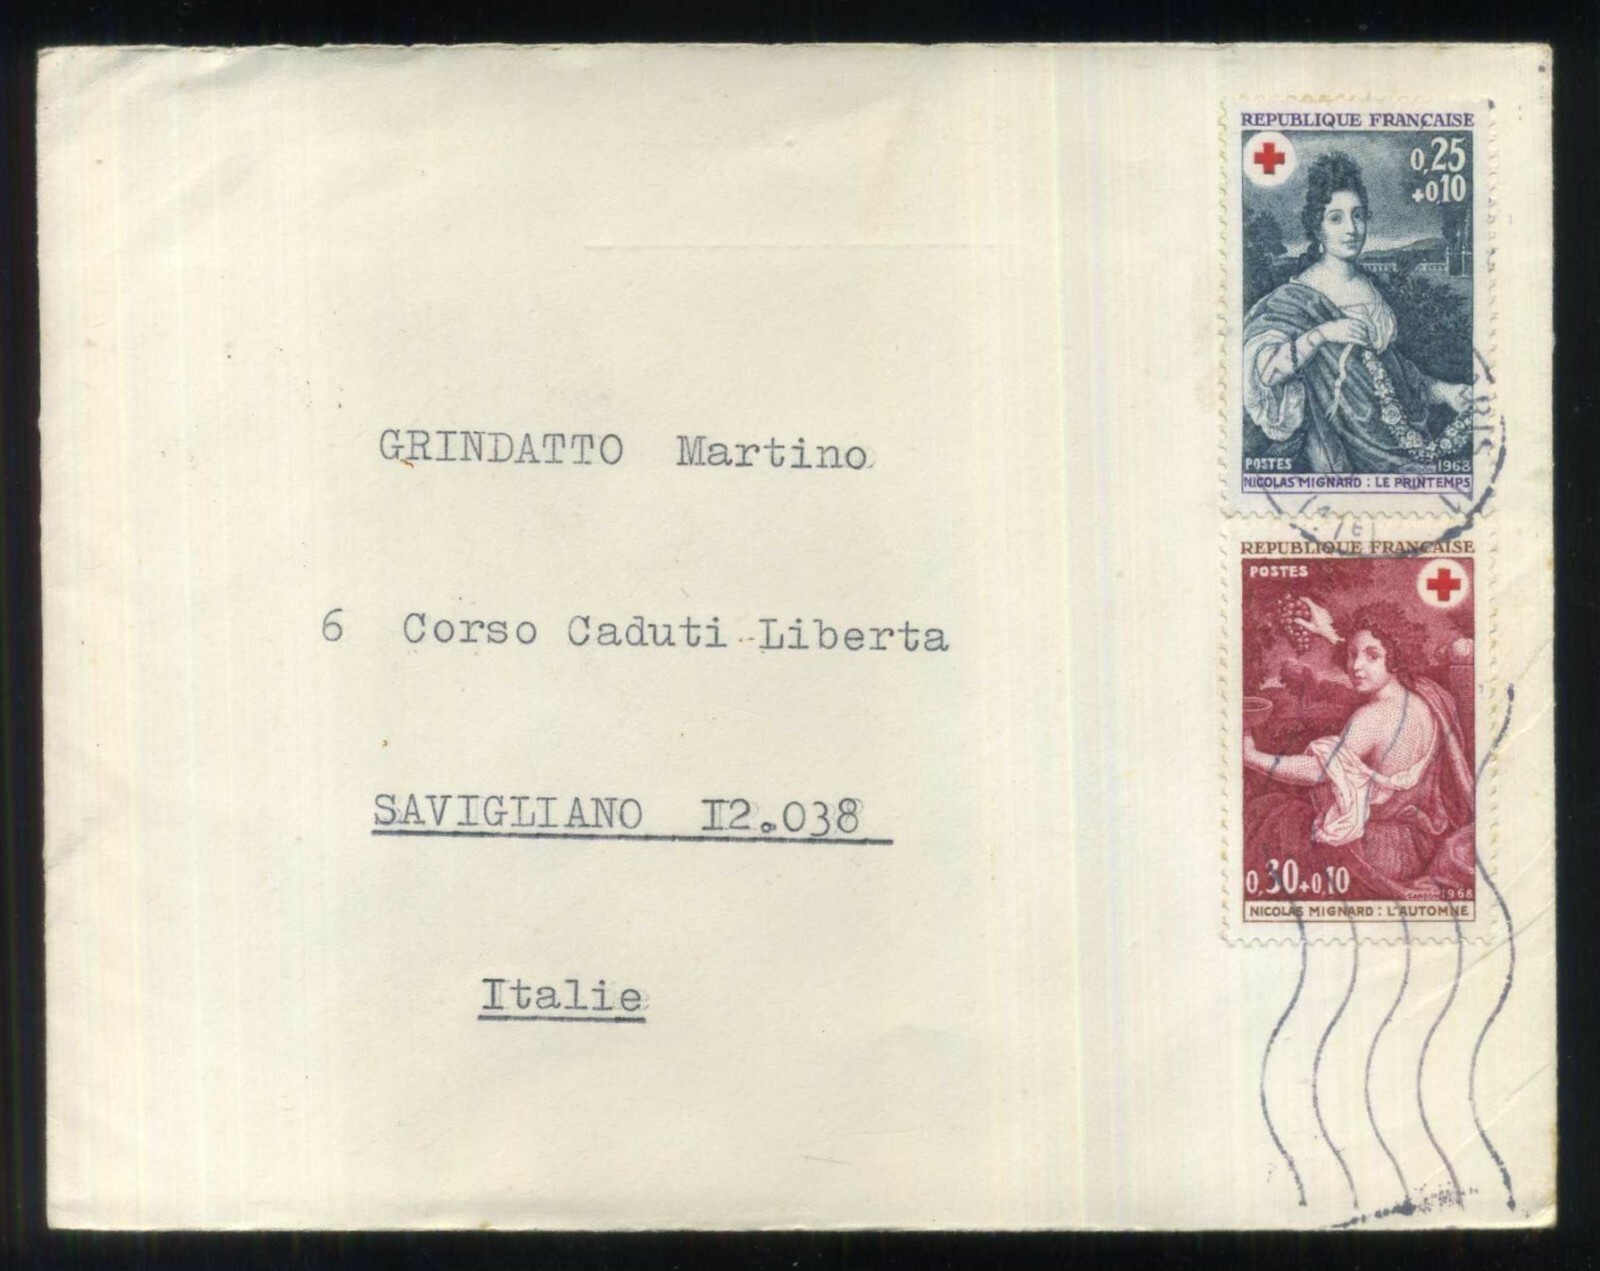 REPUBLIQUE FRANÇAISE
0,25
+0,10
POSTES 1968
NICOLAS MIGNARD : LE PRINTEMPS
PARIS
REPUBLIQUE FRANÇAISE
POSTES
0,30+0,10
1968
NICOLAS MIGNARD : L'AUTOMNE
GRINDATTO Martino
6 Corso Caduti Liberta
SAVIGLIANO I2.038
Italie